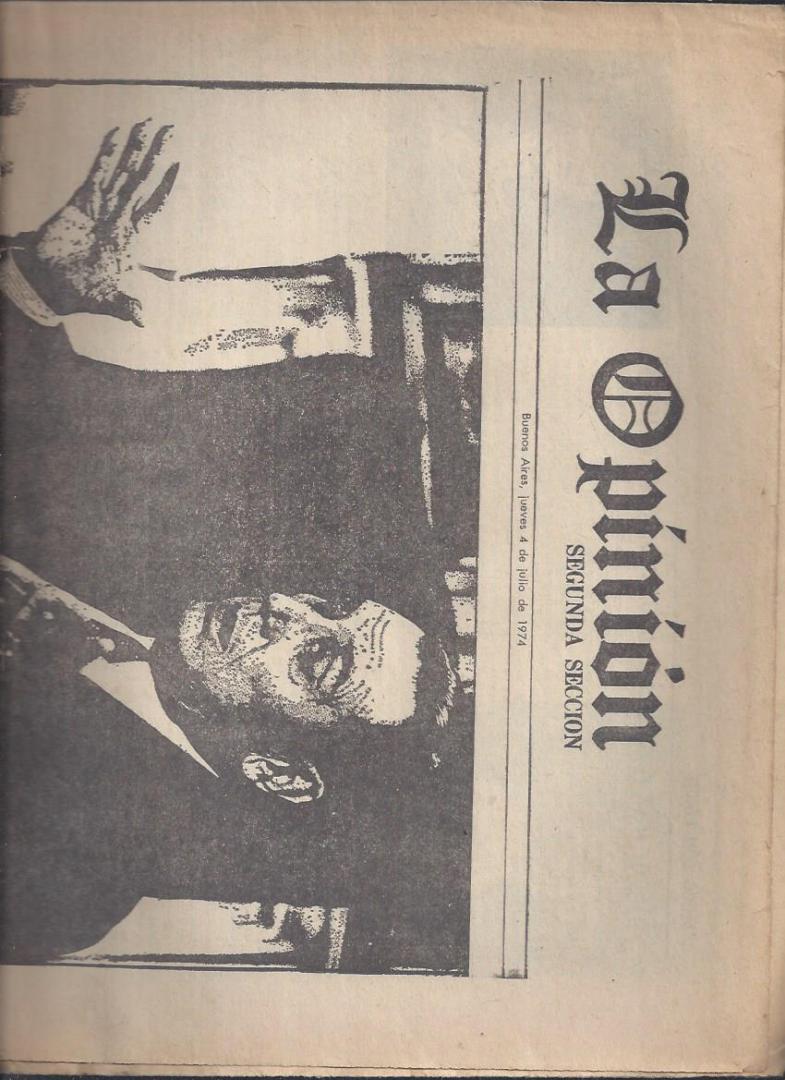 La Opinión
SEGUNDA SECCION
Buenos Aires, jueves 4 de julio de 1974